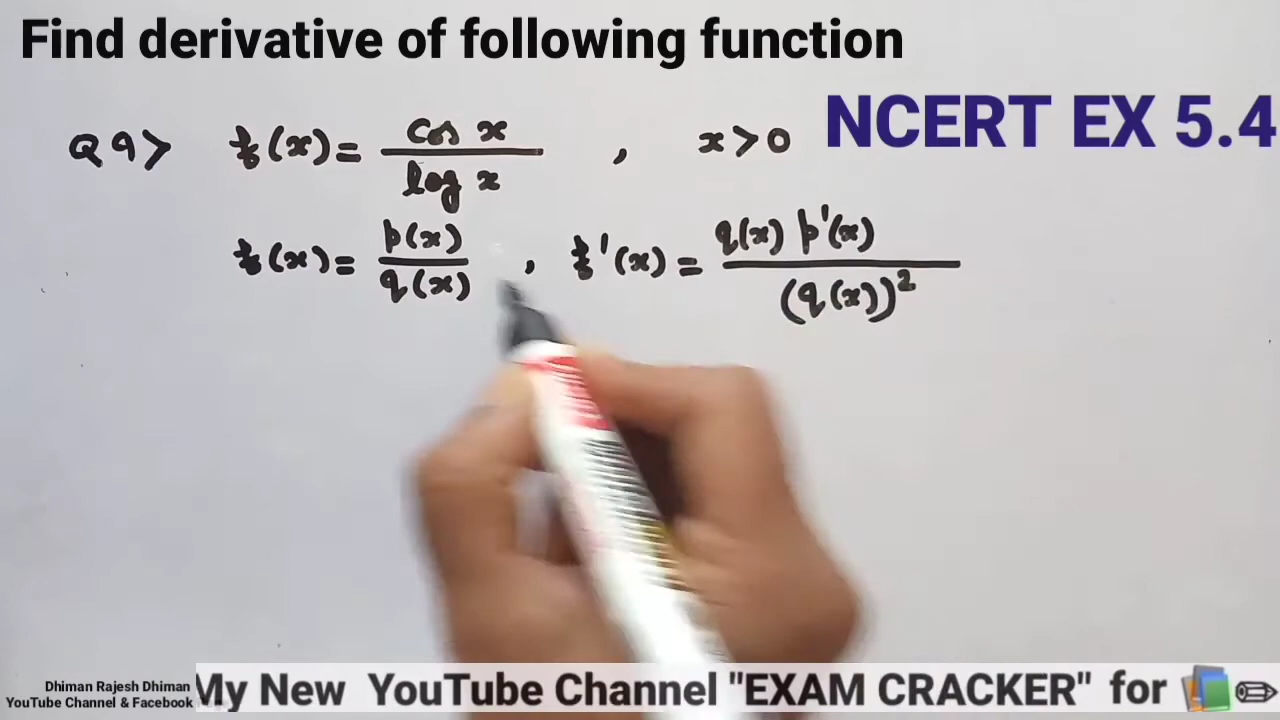 Find derivative of following function
NCERT EX 5.4
Q 9> f(x) = cos x / log x , x > 0
f(x) = p(x) / q(x) , f'(x) = q(x) p'(x) / (q(x))²
Dhiman Rajesh Dhiman
YouTube Channel & Facebook
My New YouTube Channel "EXAM CRACKER" for